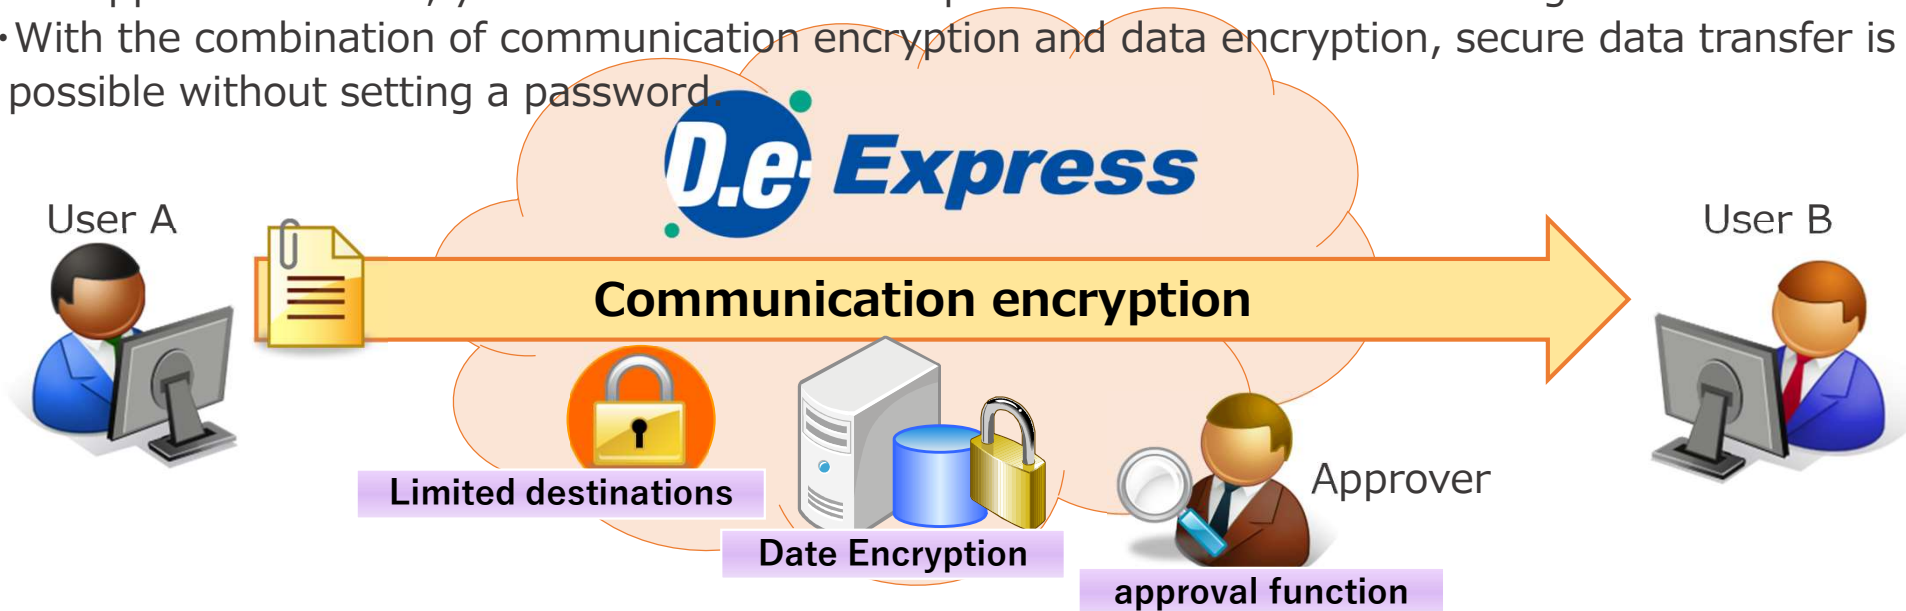 ・With the combination of communication encryption and data encryption, secure data transfer is
possible without setting a password.
D.e Express
User A
User B
Communication encryption
Limited destinations
Approver
Date Encryption
approval function